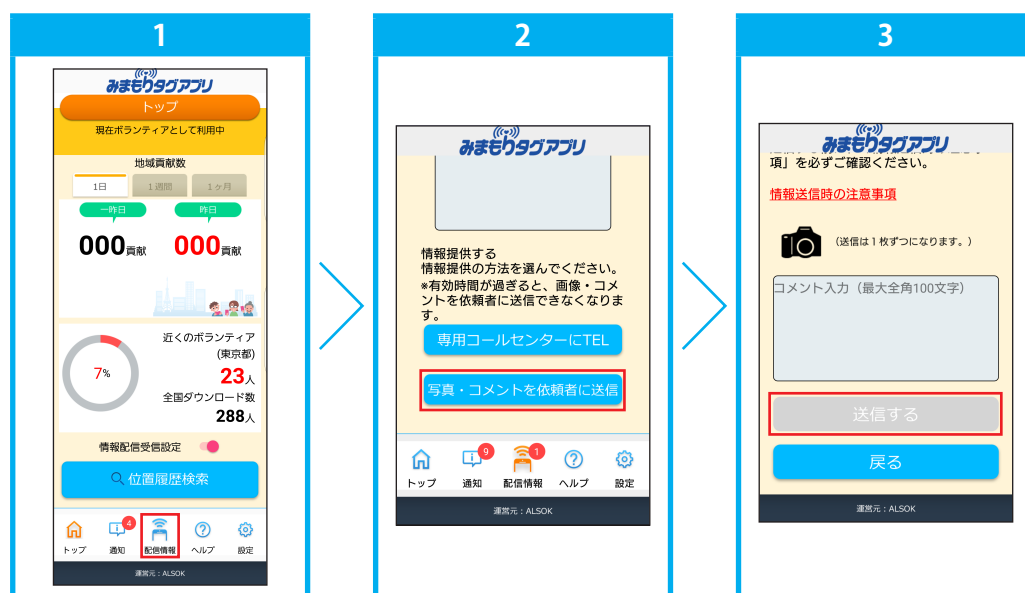 1
みまもりタグアプリ
トップ
現在ボランティアとして利用中
地域貢献数
1日 1週間 1ヶ月
一昨日 昨日
000貢献 000貢献
近くのボランティア
(東京都)
7%
23人
全国ダウンロード数
288人
情報配信受信設定
位置履歴検索
4
トップ 通知 配信情報 ヘルプ 設定
運営元：ALSOK
2
みまもりタグアプリ
情報提供する
情報提供の方法を選んでください。
*有効時間が過ぎると、画像・コメ
ントを依頼者に送信できなくなりま
す。
専用コールセンターにTEL
写真・コメントを依頼者に送信
9 1
トップ 通知 配信情報 ヘルプ 設定
運営元：ALSOK
3
みまもりタグアプリ
項」を必ずご確認ください。
情報送信時の注意事項
（送信は1枚ずつになります。）
コメント入力（最大全角100文字）
送信する
戻る
運営元：ALSOK